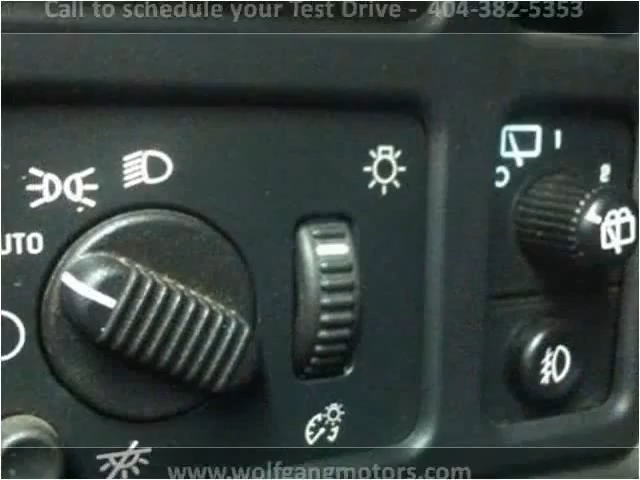 Call to schedule your Test Drive - 404-382-5353
1
2
UTO
www.wolfgangmotors.com